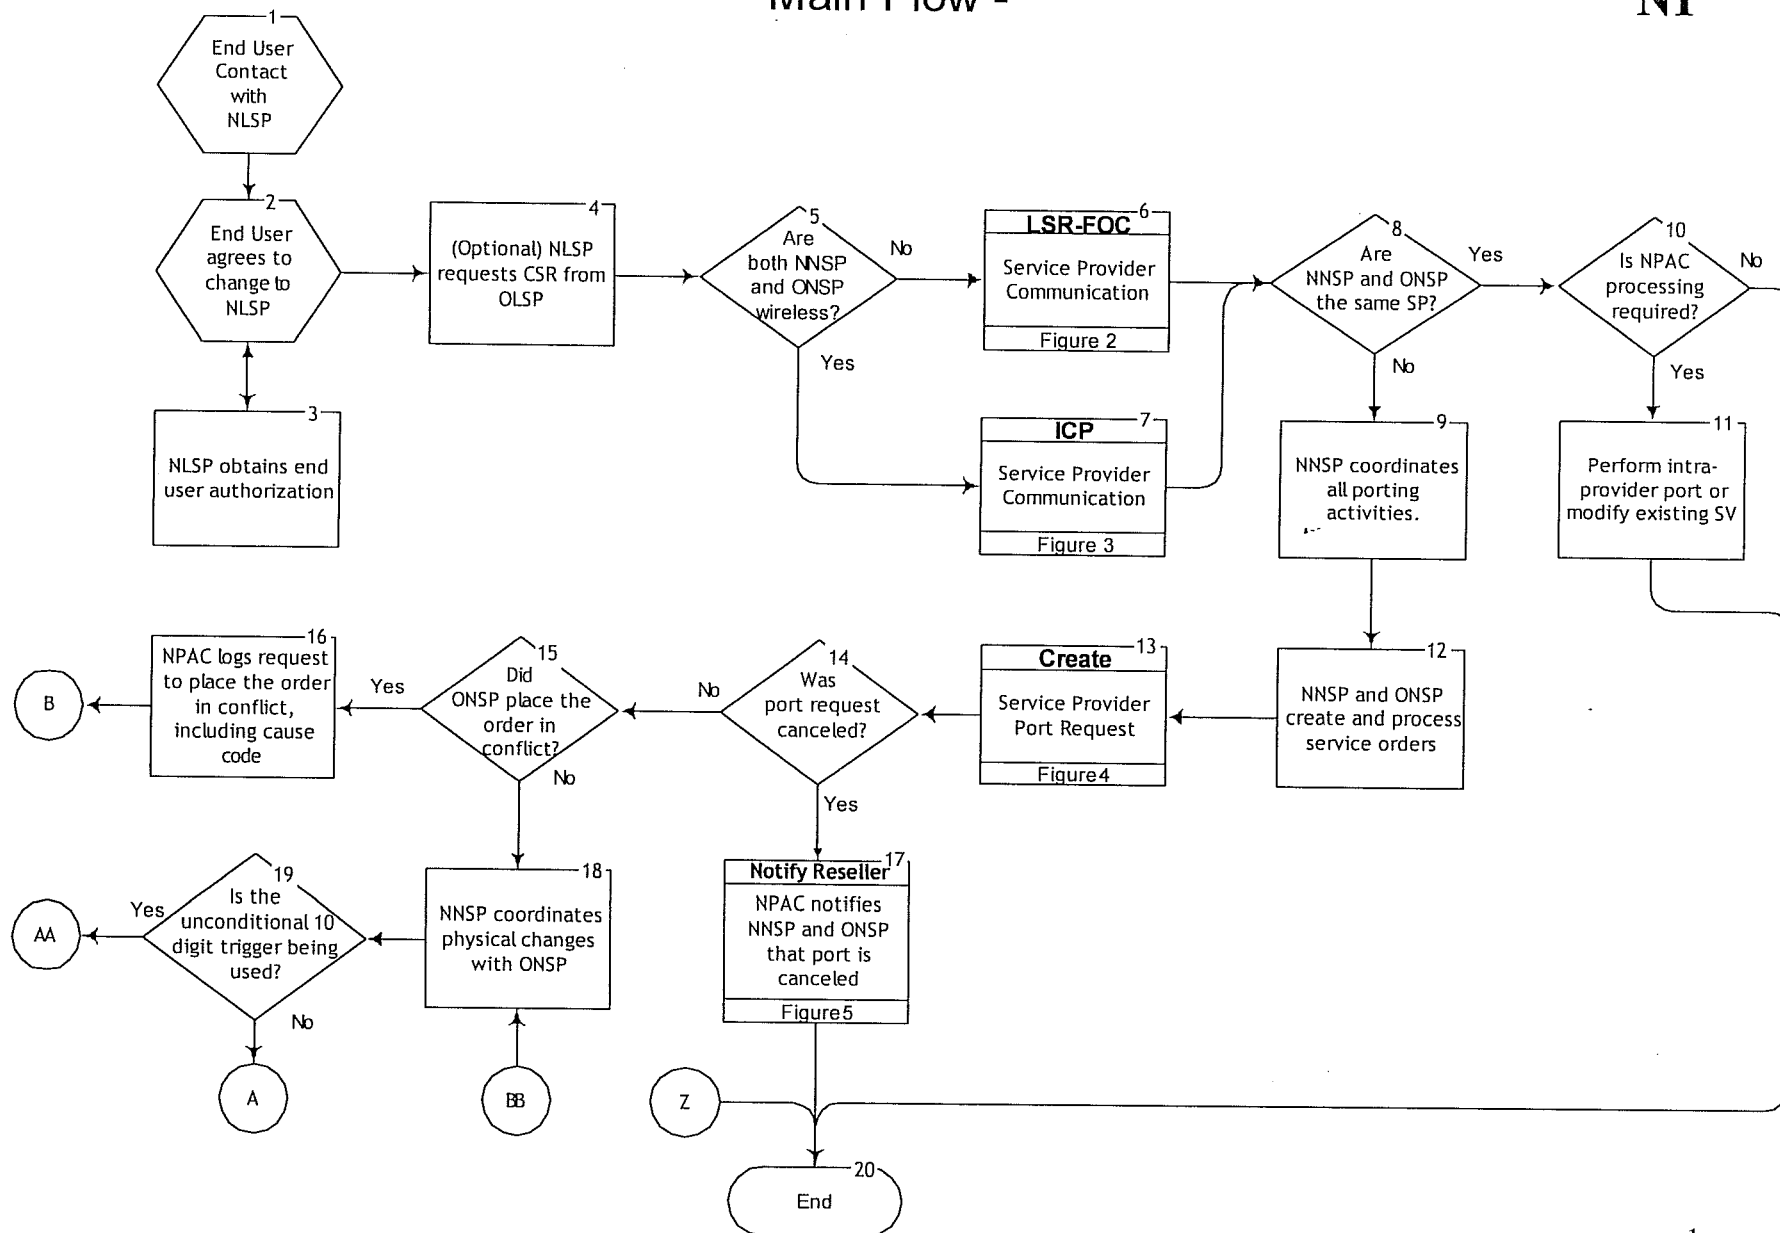 Main Flow -
1
End User
Contact
with
NLSP
2
End User
agrees to
change to
NLSP
3
NLSP obtains end
user authorization
4
(Optional) NLSP
requests CSR from
OLSP
5
Are
both NNSP
and ONSP
wireless?
No
Yes
6
LSR-FOC
Service Provider
Communication
Figure 2
7
ICP
Service Provider
Communication
Figure 3
8
Are
NNSP and ONSP
the same SP?
Yes
No
9
NNSP coordinates
all porting
activities.
10
Is NPAC
processing
required?
No
Yes
11
Perform intra-
provider port or
modify existing SV
12
NNSP and ONSP
create and process
service orders
13
Create
Service Provider
Port Request
Figure4
14
Was
port request
canceled?
No
Yes
15
Did
ONSP place the
order in
conflict?
Yes
No
16
NPAC logs request
to place the order
in conflict,
including cause
code
B
17
Notify Reseller
NPAC notifies
NNSP and ONSP
that port is
canceled
Figure5
18
NNSP coordinates
physical changes
with ONSP
19
Is the
unconditional 10
digit trigger being
used?
Yes
No
AA
A
BB
Z
20
End
1